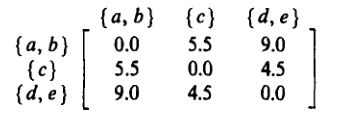 {a, b} {c} {d, e}
{a, b} 0.0 5.5 9.0
{c} 5.5 0.0 4.5
{d, e} 9.0 4.5 0.0